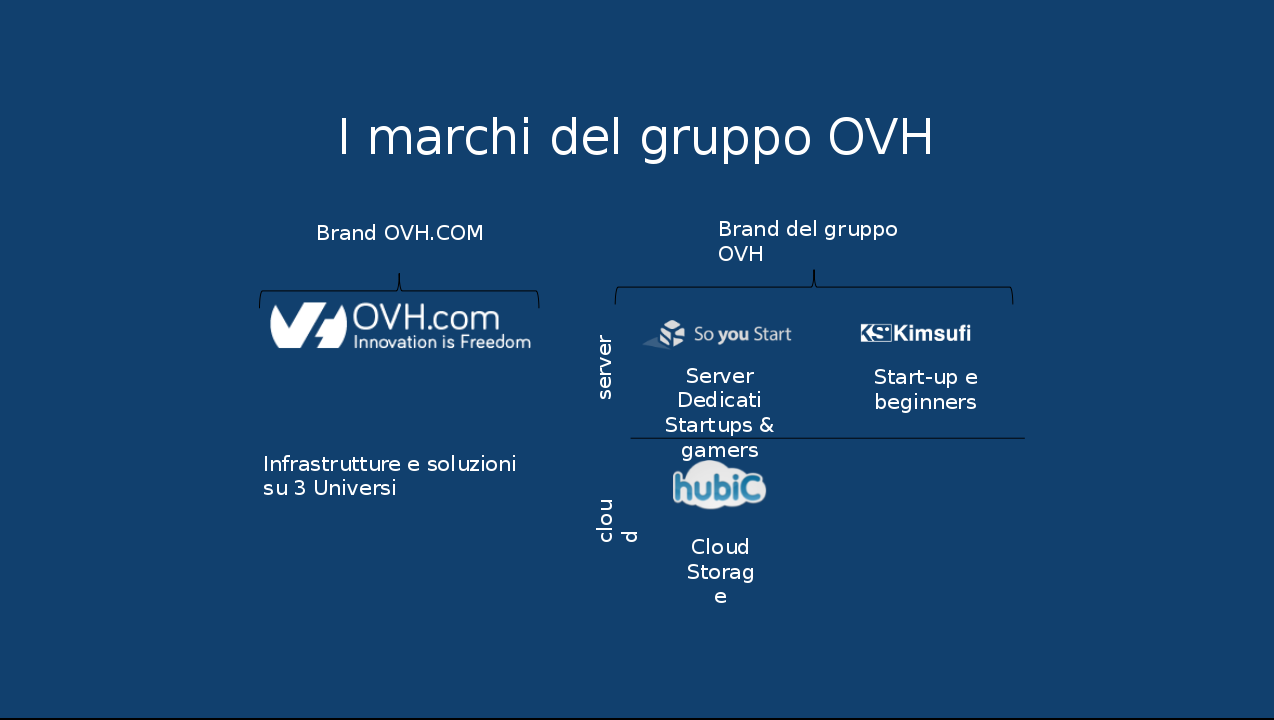 I marchi del gruppo OVH
Brand OVH.COM
Brand del gruppo
OVH
OVH.com
Innovation is Freedom
Infrastrutture e soluzioni
su 3 Universi
server
So you Start
Server
Dedicati
Startups &
gamers
KS Kimsufi
Start-up e
beginners
clou
d
hubiC
Cloud
Storag
e